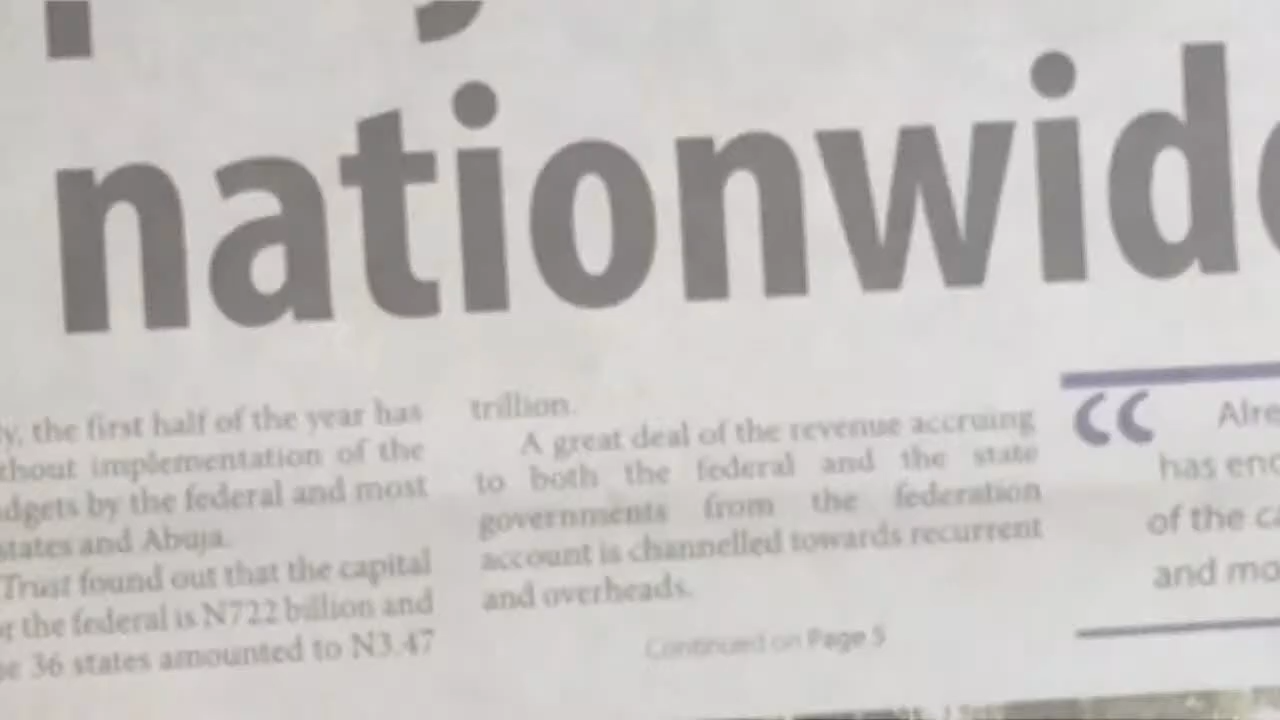 nationwide
ly, the first half of the year has
thout implementation of the
dgets by the federal and most
states and Abuja.
Trust found out that the capital
the federal is N722 billion and
36 states amounted to N3.47
trillion.
A great deal of the revenue accruing
to both the federal and the state
governments from the federation
account is channelled towards recurrent
and overheads.
Continued on Page 5
“
Alre
has end
of the ca
and mo